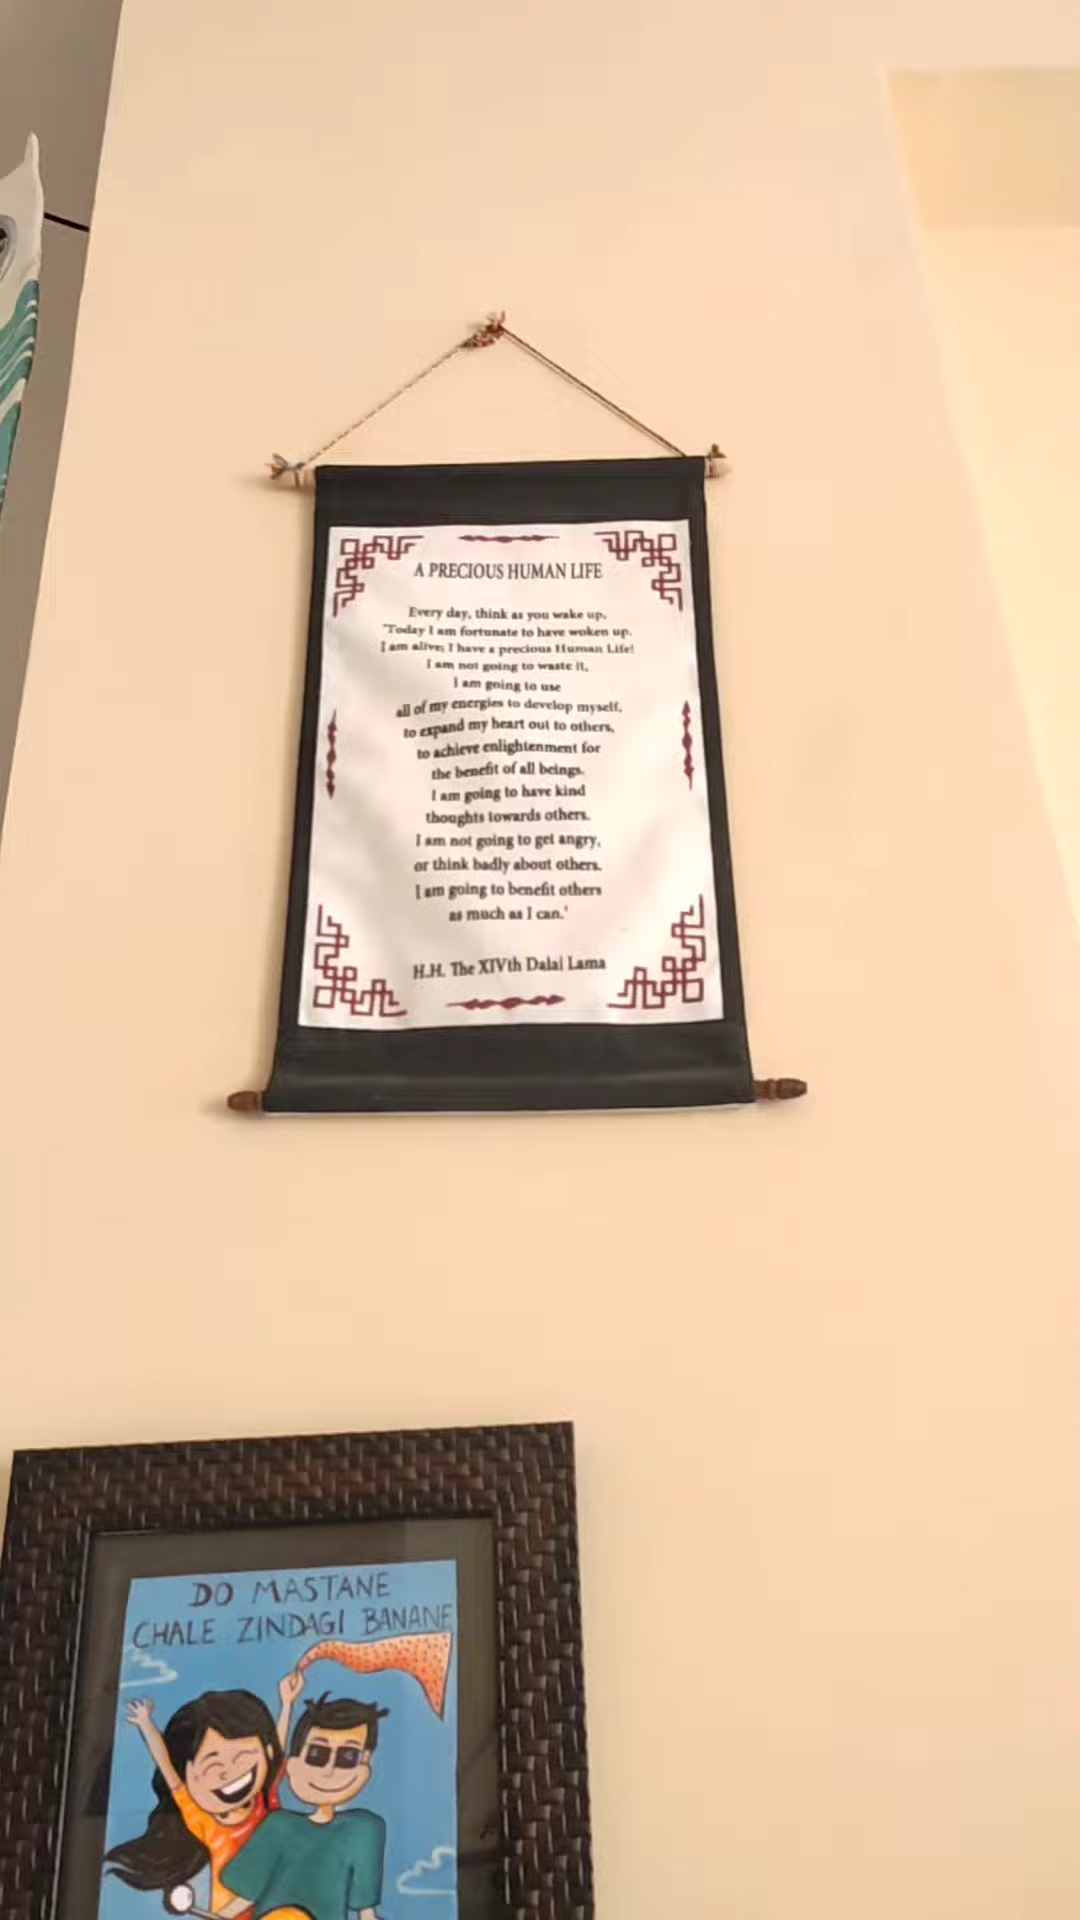 A PRECIOUS HUMAN LIFE
Every day, think as you wake up,
"Today I am fortunate to have woken up.
I am alive; I have a precious Human Life!
I am not going to waste it,
I am going to use
all of my energies to develop myself,
to expand my heart out to others,
to achieve enlightenment for
the benefit of all beings.
I am going to have kind
thoughts towards others.
I am not going to get angry,
or think badly about others.
I am going to benefit others
as much as I can.'
H.H. The XIVth Dalai Lama
DO MASTANE
CHALE ZINDAGI BANANE